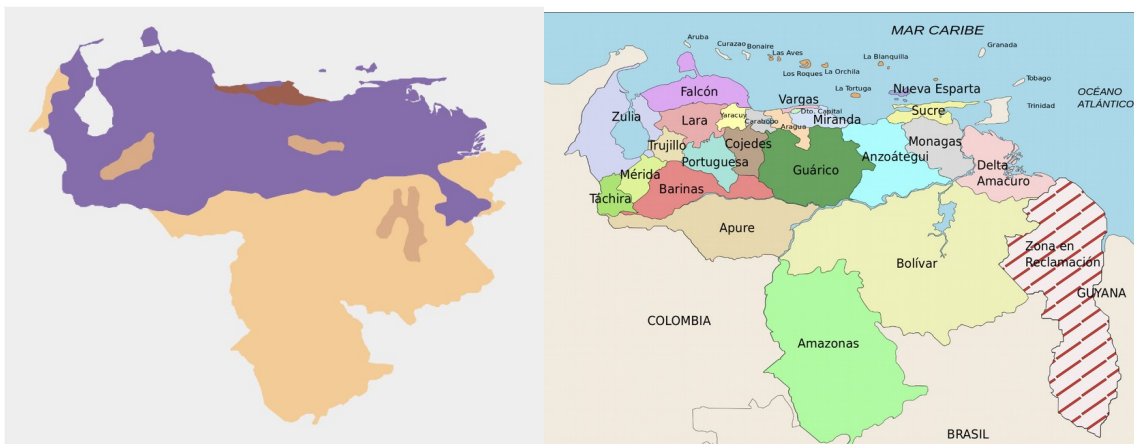 MAR CARIBE
Aruba
Curazao
Bonaire
Las Aves
Los Roques
La Orchila
La Blanquilla
Granada
La Tortuga
Tobago
OCÉANO
ATLÁNTICO
Trinidad
Nueva Esparta
Falcón
Vargas
Dto. Capital
Sucre
Zulia
Lara
Yaracuy
Carabobo
Aragua
Miranda
Monagas
Trujillo
Portuguesa
Cojedes
Guárico
Anzoátegui
Delta
Amacuro
Mérida
Barinas
Táchira
Apure
Bolívar
Zona en
Reclamación
GUYANA
COLOMBIA
Amazonas
BRASIL